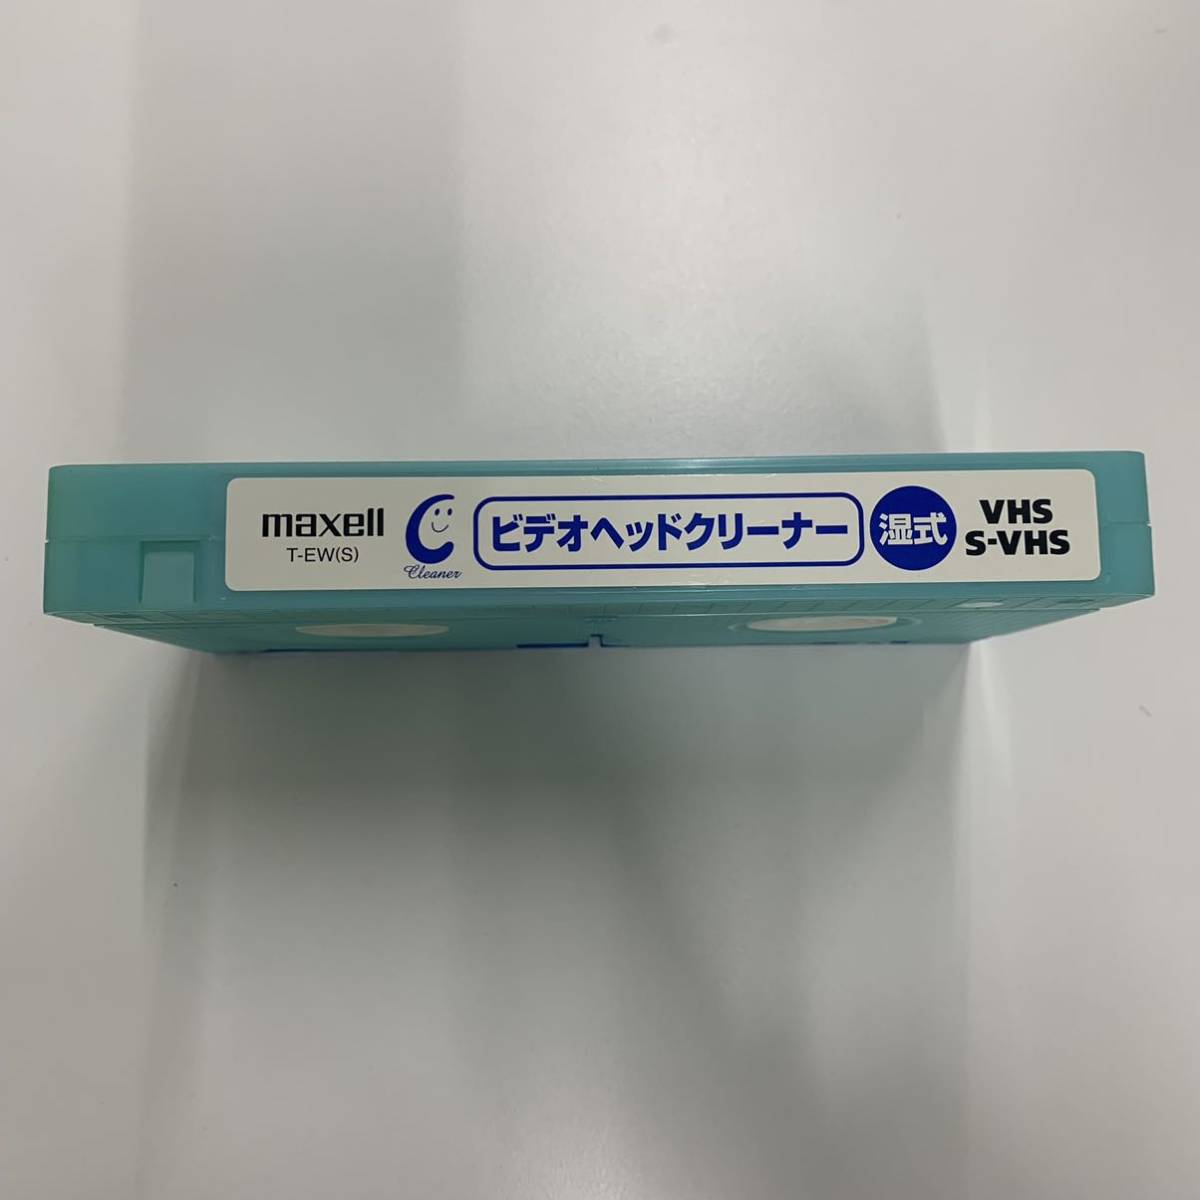 maxell
T-EW(S)
Cleaner
ビデオヘッドクリーナー
湿式
VHS
S-VHS